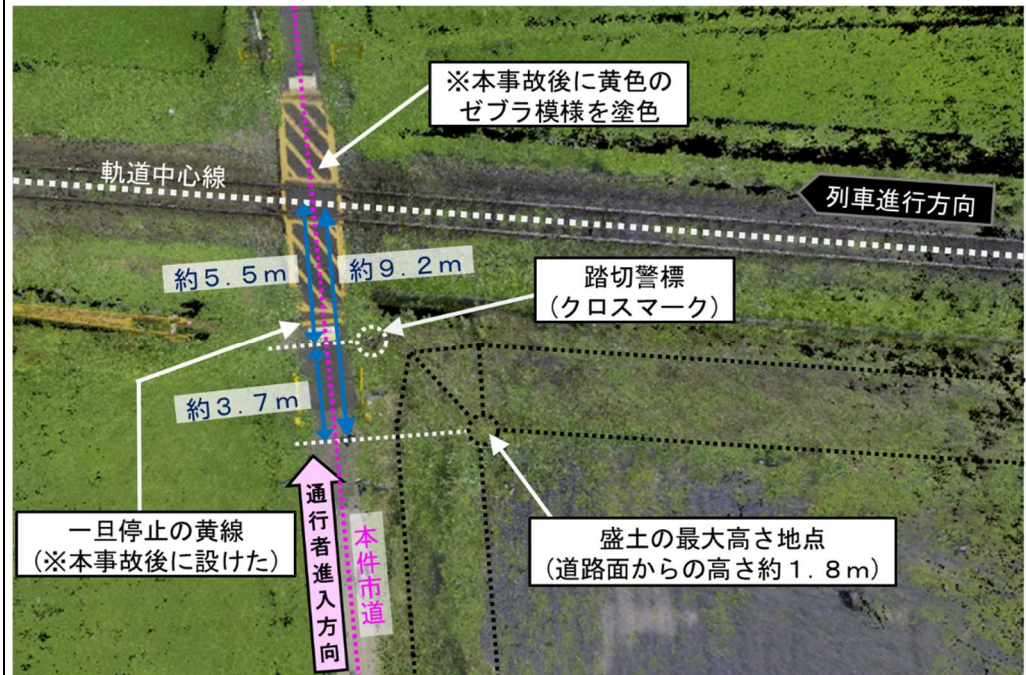 ※本事故後に黄色の
ゼブラ模様を塗色
軌道中心線
列車進行方向
約5.5m
約9.2m
踏切警標
(クロスマーク)
約3.7m
一旦停止の黄線
(※本事故後に設けた)
通行者進入方向
本件市道
盛土の最大高さ地点
(道路面からの高さ約1.8m)